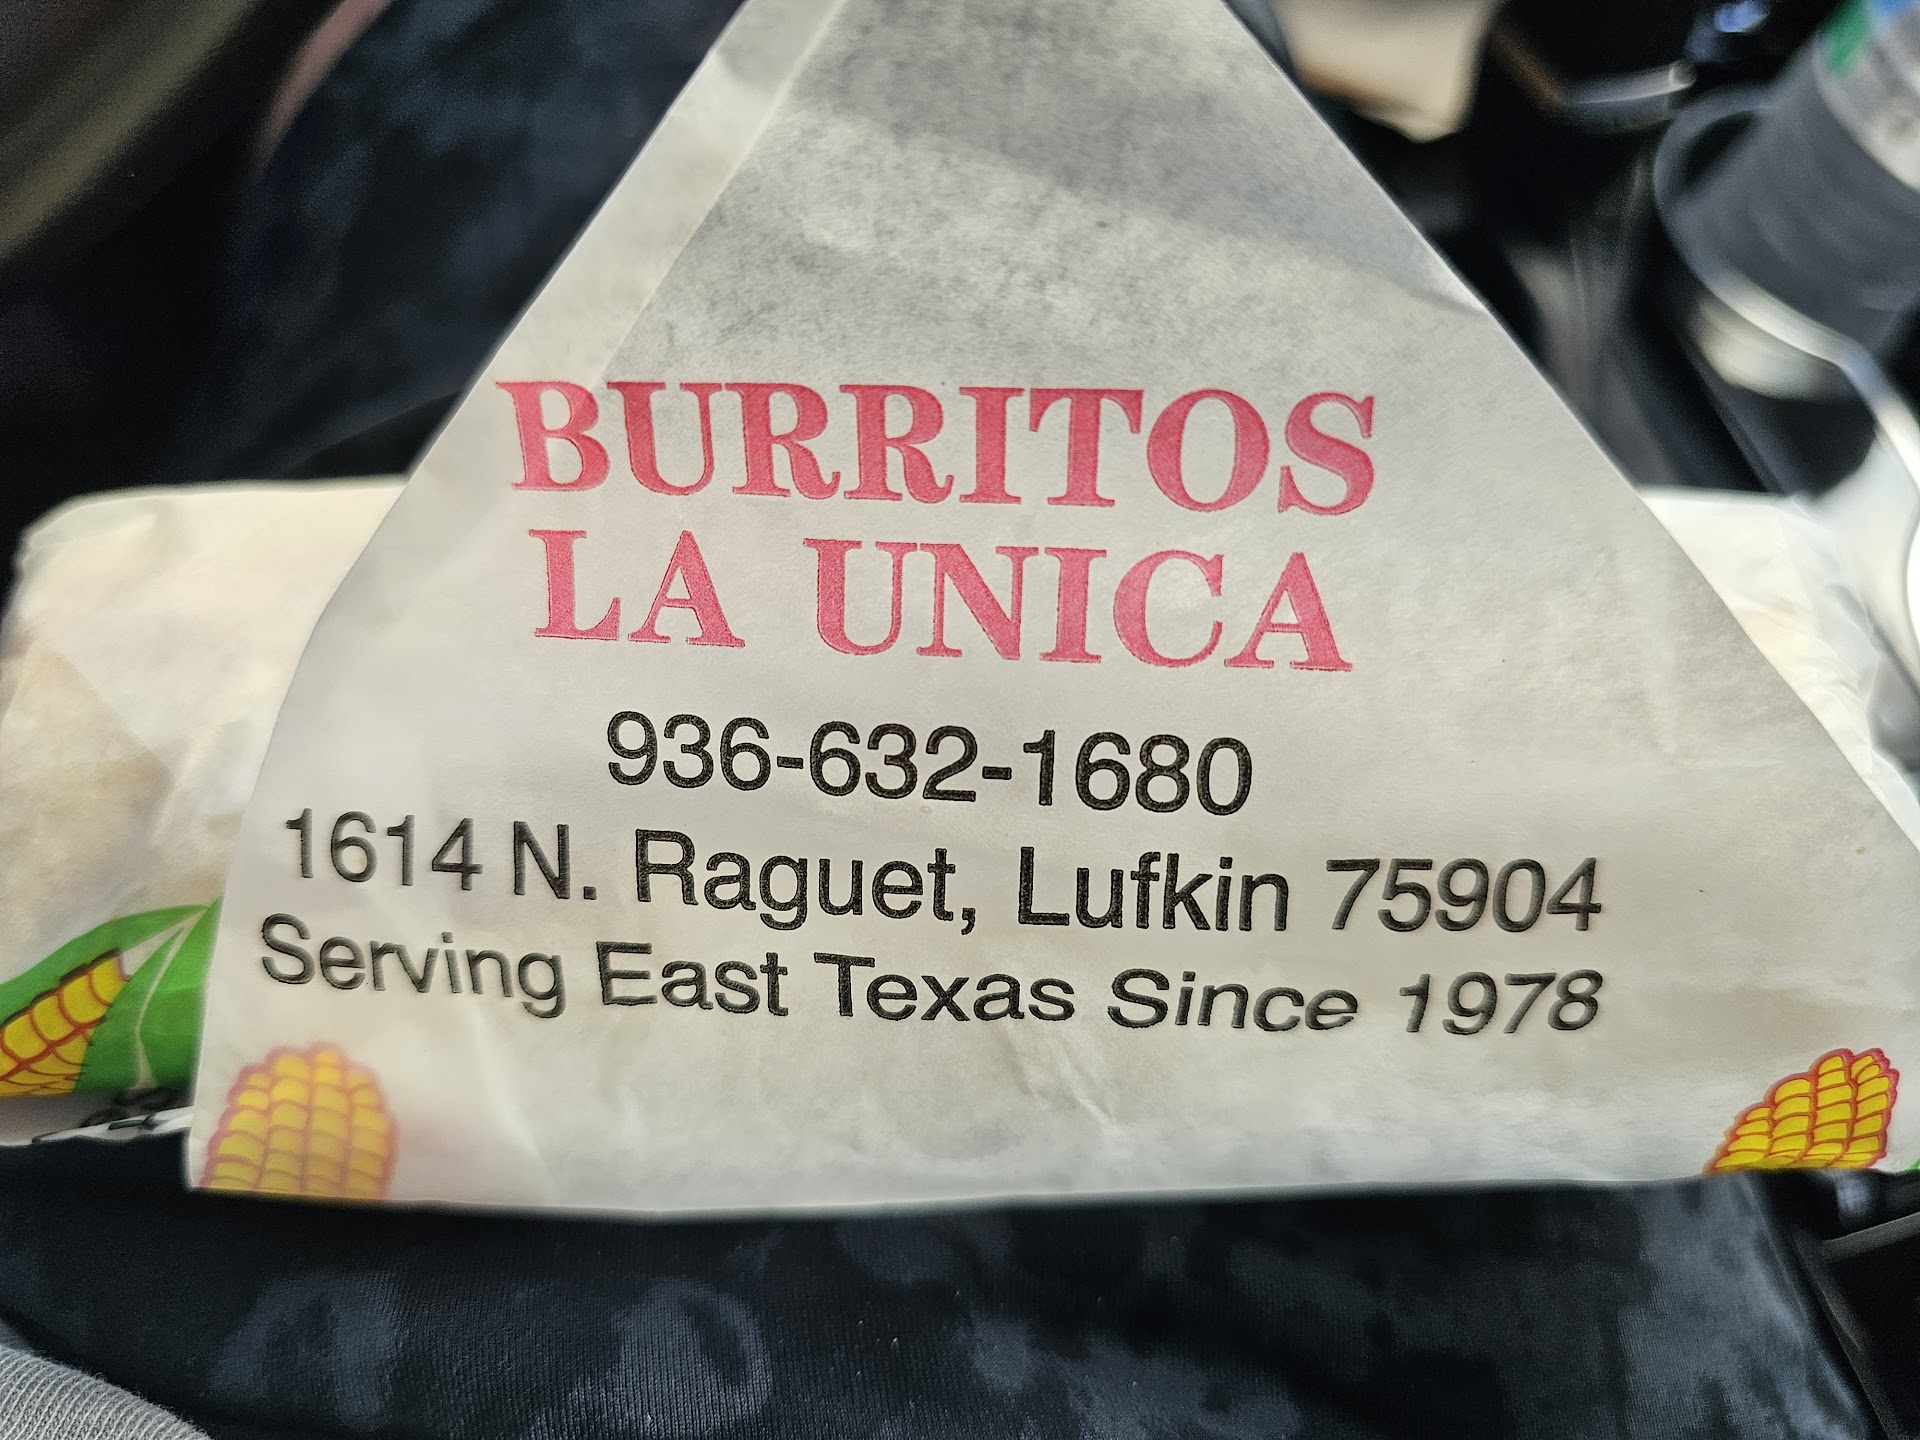 BURRITOS
LA UNICA
936-632-1680
1614 N. Raguet, Lufkin 75904
Serving East Texas Since 1978